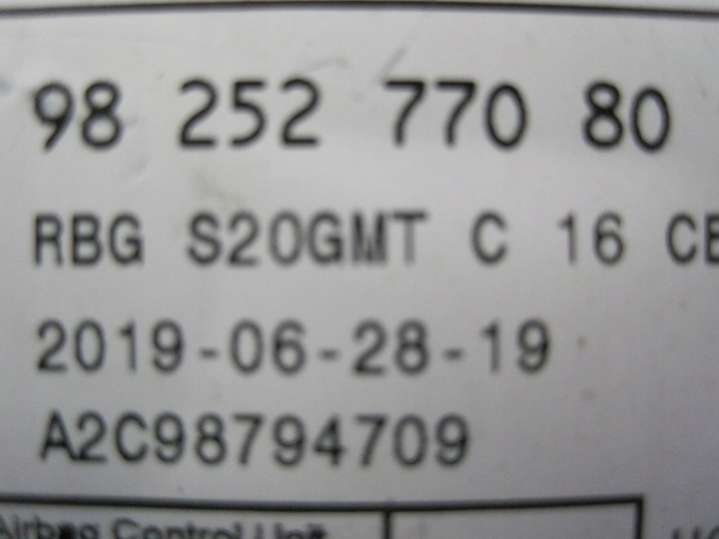 98 252 770 80
RBG S20GMT C 16 CE
2019-06-28-19
A2C98794709
Airbag Control Unit